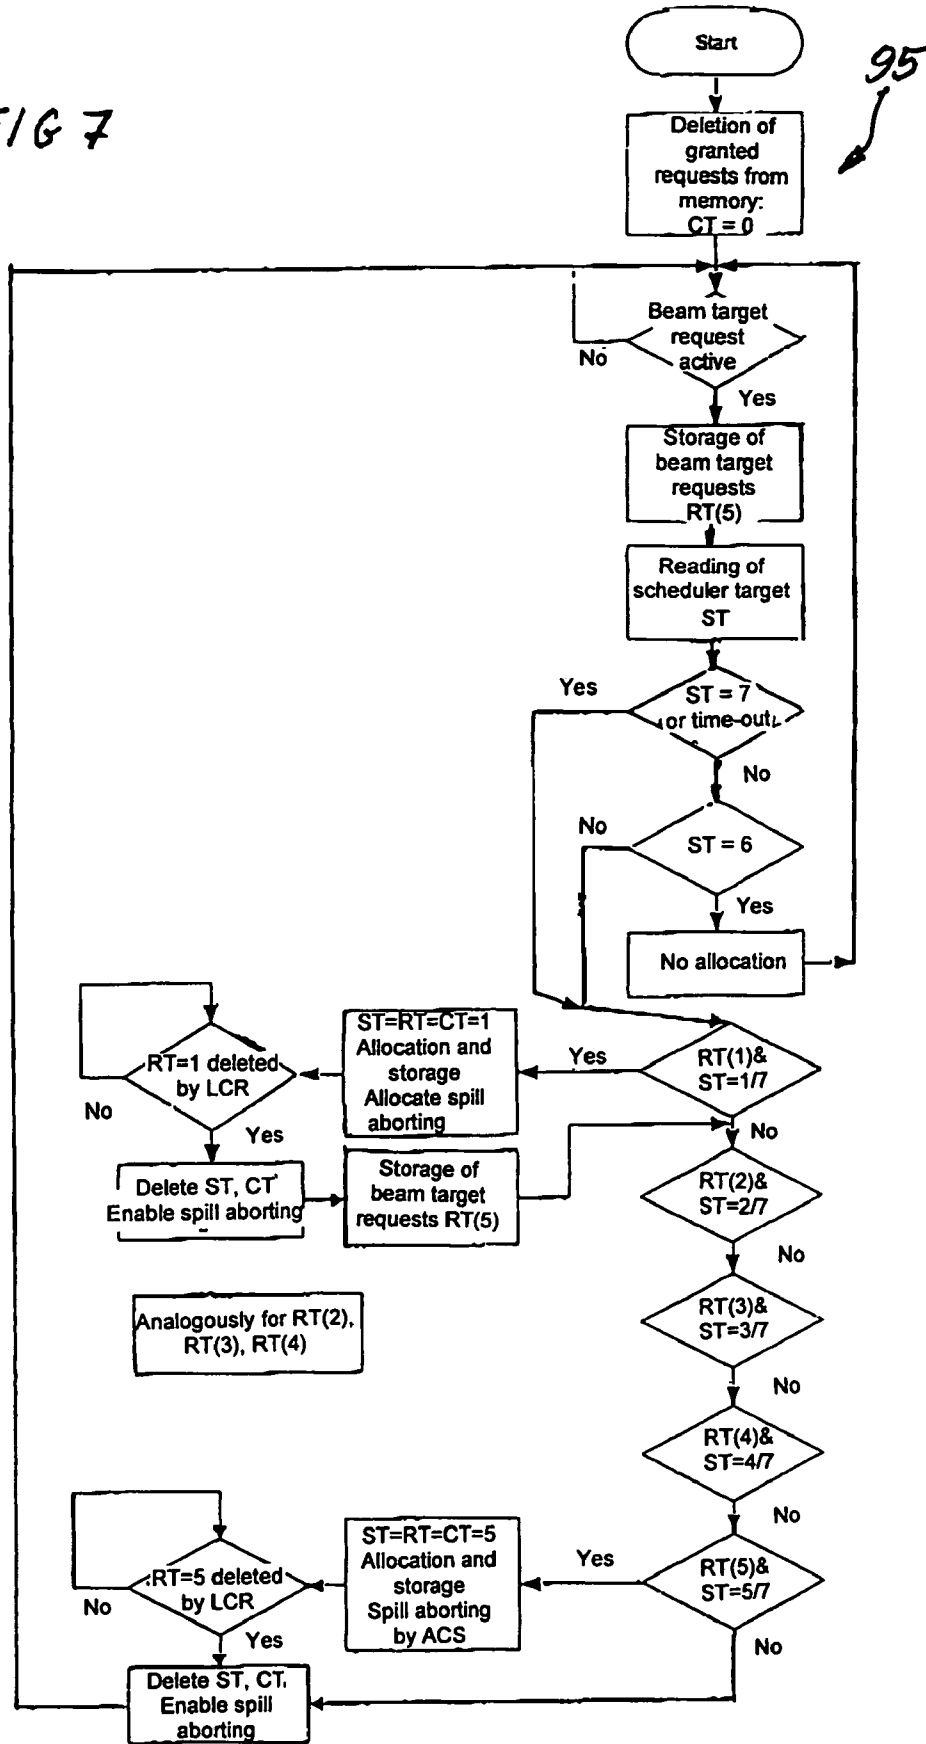 FIG 7
95
Start
Deletion of
granted
requests from
memory:
CT = 0
Beam target
request
active
No
Yes
Storage of
beam target
requests
RT(5)
Reading of
scheduler target
ST
ST = 7
or time-out
Yes
No
ST = 6
No
Yes
No allocation
RT(1)&
ST=1/7
Yes
No
ST=RT=CT=1
Allocation and
storage
Allocate spill
aborting
RT=1 deleted
by LCR
No
Yes
Delete ST, CT
Enable spill aborting
Storage of
beam target
requests RT(5)
RT(2)&
ST=2/7
No
Analogously for RT(2),
RT(3), RT(4)
RT(3)&
ST=3/7
No
RT(4)&
ST=4/7
No
RT(5)&
ST=5/7
Yes
No
ST=RT=CT=5
Allocation and
storage
Spill aborting
by ACS
RT=5 deleted
by LCR
No
Yes
Delete ST, CT.
Enable spill
aborting